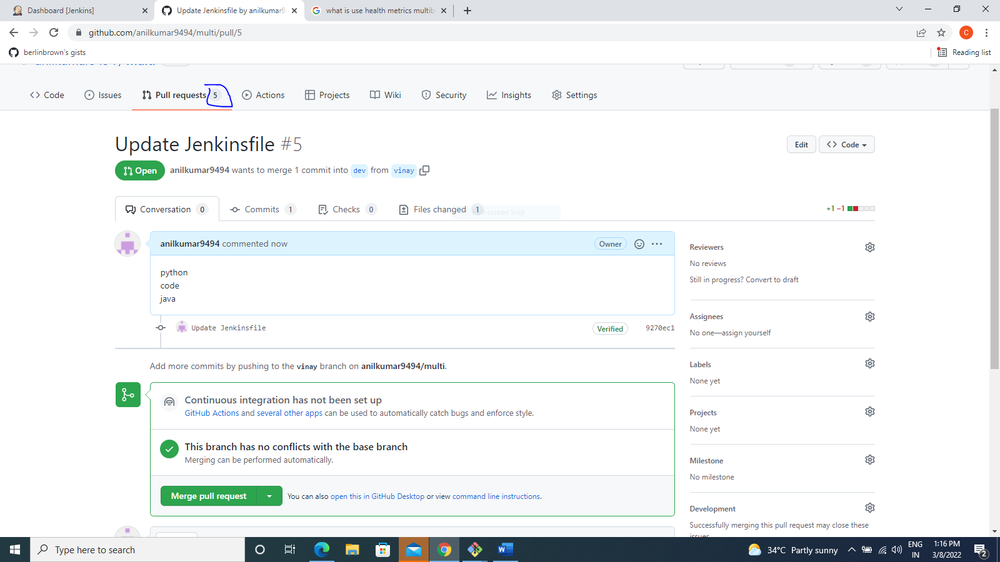 Dashboard [Jenkins]
Update Jenkinsfile by anilkumar9
what is use health metrics multib
github.com/anilkumar9494/multi/pull/5
C
berlinbrown's gists
Reading list
Code
Issues
Pull requests 5
Actions
Projects
Wiki
Security
Insights
Settings
Update Jenkinsfile #5
Edit
Code
Open
anilkumar9494 wants to merge 1 commit into dev from vinay
Conversation 0
Commits 1
Checks 0
Files changed 1
+1 −1
anilkumar9494 commented now
Owner
python
code
java
Update Jenkinsfile
Verified
9270ec1
Add more commits by pushing to the vinay branch on anilkumar9494/multi.
Continuous integration has not been set up
GitHub Actions and several other apps can be used to automatically catch bugs and enforce style.
This branch has no conflicts with the base branch
Merging can be performed automatically.
Merge pull request
You can also open this in GitHub Desktop or view command line instructions.
Reviewers
No reviews
Still in progress? Convert to draft
Assignees
No one—assign yourself
Labels
None yet
Projects
None yet
Milestone
No milestone
Development
Successfully merging this pull request may close these
issues.
Type here to search
34°C Partly sunny
ENG
IN
1:16 PM
3/8/2022
2